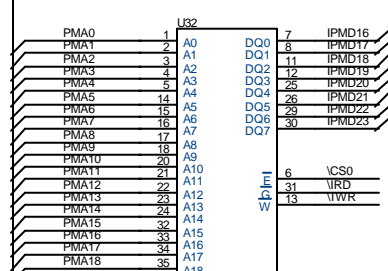 U32
PMA0 1 A0 DQ0 7 IPMD16
PMA1 2 A1 DQ1 8 IPMD17
PMA2 3 A2 DQ2 11 IPMD18
PMA3 4 A3 DQ3 12 IPMD19
PMA4 5 A4 DQ4 25 IPMD20
PMA5 14 A5 DQ5 26 IPMD21
PMA6 15 A6 DQ6 29 IPMD22
PMA7 16 A7 DQ7 30 IPMD23
PMA8 17 A8
PMA9 18 A9
PMA10 20 A10
PMA11 21 A11 E 6 \CS0
PMA12 22 A12 G 31 \IRD
PMA13 23 A13 W 13 \IWR
PMA14 24 A14
PMA15 32 A15
PMA16 33 A16
PMA17 34 A17
PMA18 35 A18